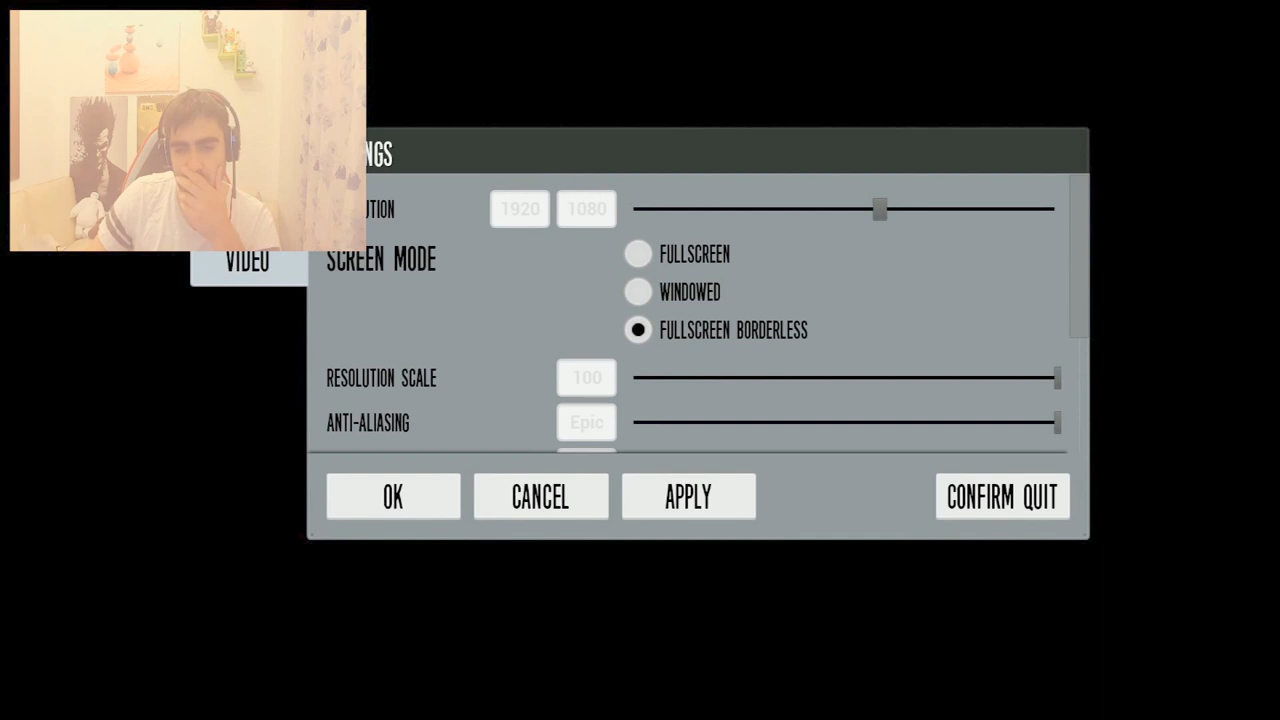 NGS
UTION 1920 1080
VIDEO
SCREEN MODE
FULLSCREEN
WINDOWED
FULLSCREEN BORDERLESS
RESOLUTION SCALE 100
ANTI-ALIASING Epic
OK CANCEL APPLY CONFIRM QUIT